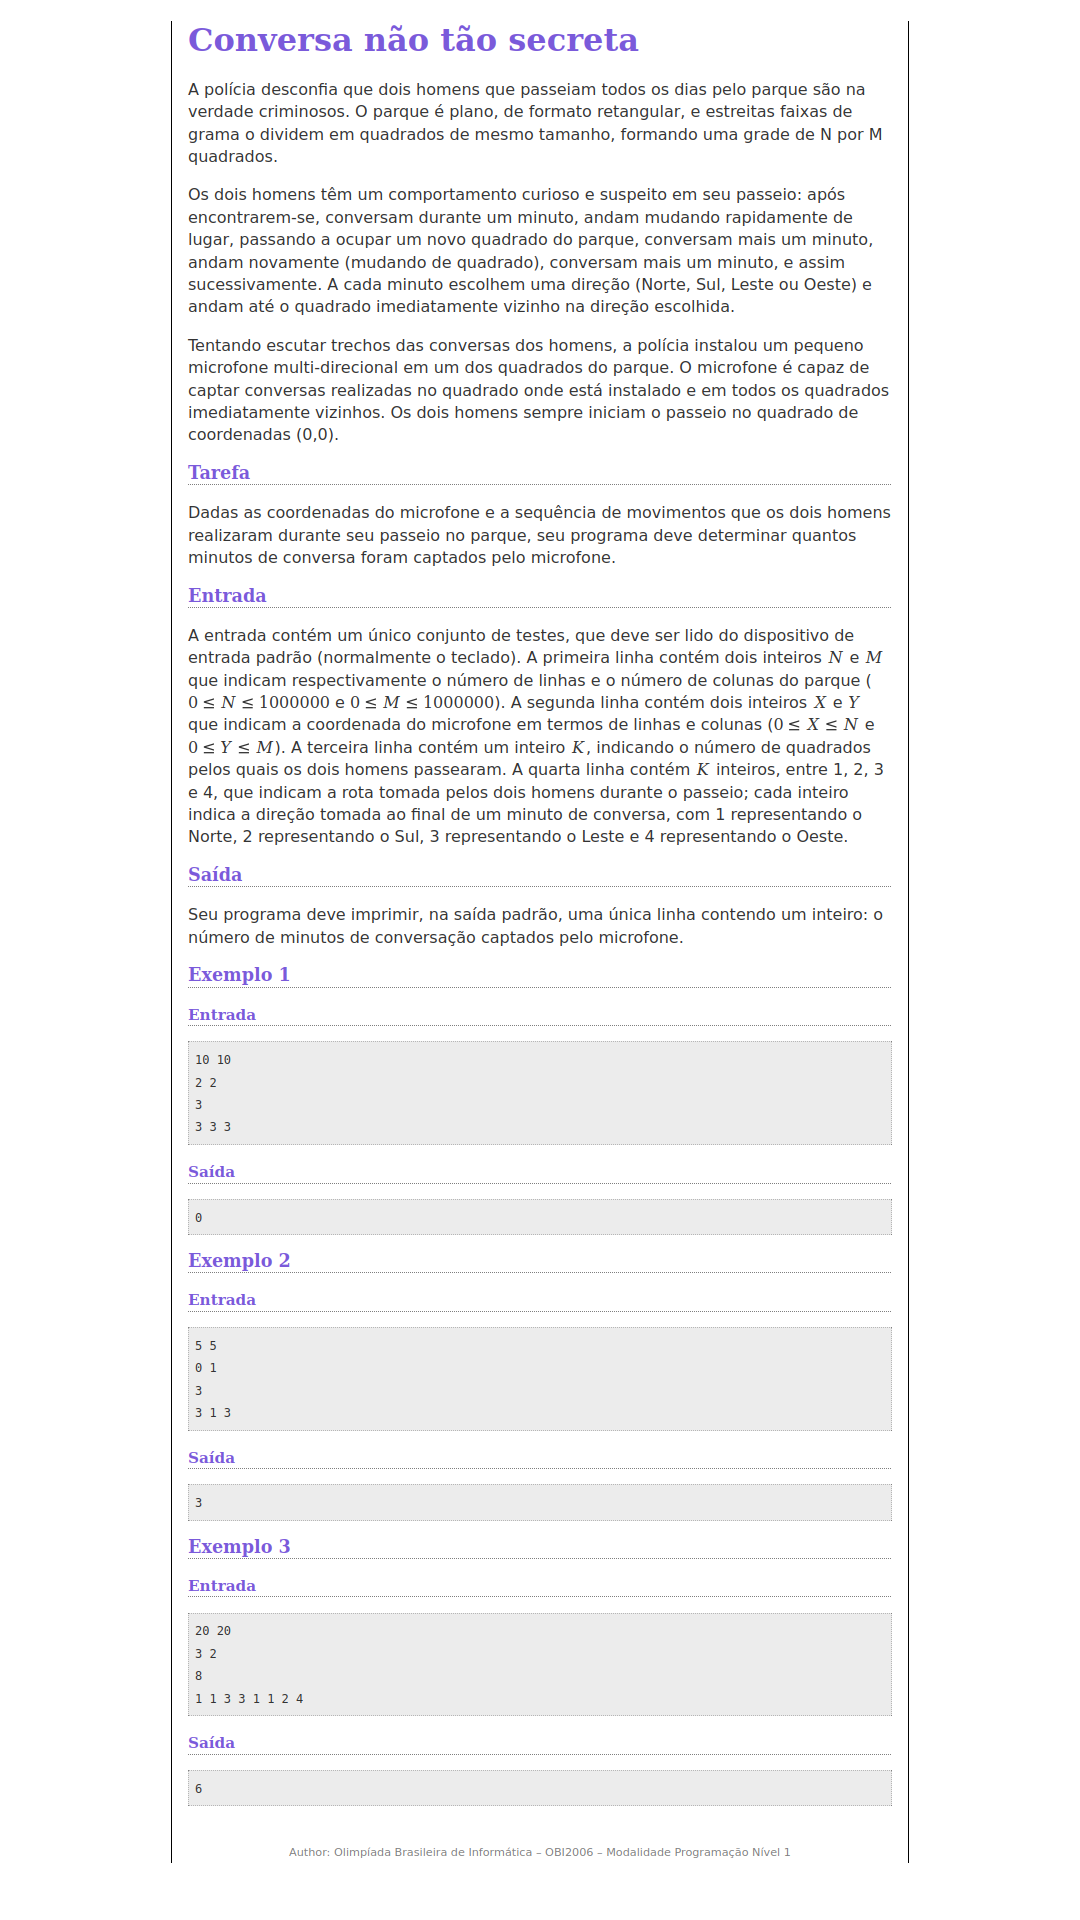 Conversa não tão secreta
A polícia desconfia que dois homens que passeiam todos os dias pelo parque são na
verdade criminosos. O parque é plano, de formato retangular, e estreitas faixas de
grama o dividem em quadrados de mesmo tamanho, formando uma grade de N por M
quadrados.
Os dois homens têm um comportamento curioso e suspeito em seu passeio: após
encontrarem-se, conversam durante um minuto, andam mudando rapidamente de
lugar, passando a ocupar um novo quadrado do parque, conversam mais um minuto,
andam novamente (mudando de quadrado), conversam mais um minuto, e assim
sucessivamente. A cada minuto escolhem uma direção (Norte, Sul, Leste ou Oeste) e
andam até o quadrado imediatamente vizinho na direção escolhida.
Tentando escutar trechos das conversas dos homens, a polícia instalou um pequeno
microfone multi-direcional em um dos quadrados do parque. O microfone é capaz de
captar conversas realizadas no quadrado onde está instalado e em todos os quadrados
imediatamente vizinhos. Os dois homens sempre iniciam o passeio no quadrado de
coordenadas (0,0).
Tarefa
Dadas as coordenadas do microfone e a sequência de movimentos que os dois homens
realizaram durante seu passeio no parque, seu programa deve determinar quantos
minutos de conversa foram captados pelo microfone.
Entrada
A entrada contém um único conjunto de testes, que deve ser lido do dispositivo de
entrada padrão (normalmente o teclado). A primeira linha contém dois inteiros N e M
que indicam respectivamente o número de linhas e o número de colunas do parque (
0 ≤ N ≤ 1000000 e 0 ≤ M ≤ 1000000). A segunda linha contém dois inteiros X e Y
que indicam a coordenada do microfone em termos de linhas e colunas (0 ≤ X ≤ N e
0 ≤ Y ≤ M). A terceira linha contém um inteiro K, indicando o número de quadrados
pelos quais os dois homens passearam. A quarta linha contém K inteiros, entre 1, 2, 3
e 4, que indicam a rota tomada pelos dois homens durante o passeio; cada inteiro
indica a direção tomada ao final de um minuto de conversa, com 1 representando o
Norte, 2 representando o Sul, 3 representando o Leste e 4 representando o Oeste.
Saída
Seu programa deve imprimir, na saída padrão, uma única linha contendo um inteiro: o
número de minutos de conversação captados pelo microfone.
Exemplo 1
Entrada
10 10
2 2
3
3 3 3
Saída
0
Exemplo 2
Entrada
5 5
0 1
3
3 1 3
Saída
3
Exemplo 3
Entrada
20 20
3 2
8
1 1 3 3 1 1 2 4
Saída
6
Author: Olimpíada Brasileira de Informática – OBI2006 – Modalidade Programação Nível 1